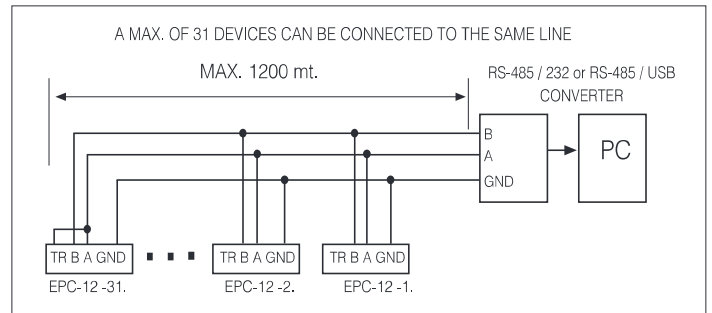 A MAX. OF 31 DEVICES CAN BE CONNECTED TO THE SAME LINE
MAX. 1200 mt.
RS-485 / 232 or RS-485 / USB
CONVERTER
B
A
GND
PC
TR B A GND
TR B A GND
TR B A GND
EPC-12 -31.
EPC-12 -2.
EPC-12 -1.